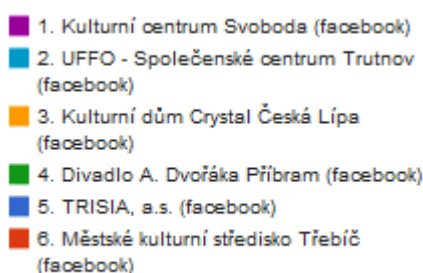 1. Kulturní centrum Svoboda (facebook)
2. UFFO - Společenské centrum Trutnov
(facebook)
3. Kulturní dům Crystal Česká Lípa
(facebook)
4. Divadlo A. Dvořáka Příbram (facebook)
5. TRISIA, a.s. (facebook)
6. Městské kulturní středisko Třebíč
(facebook)